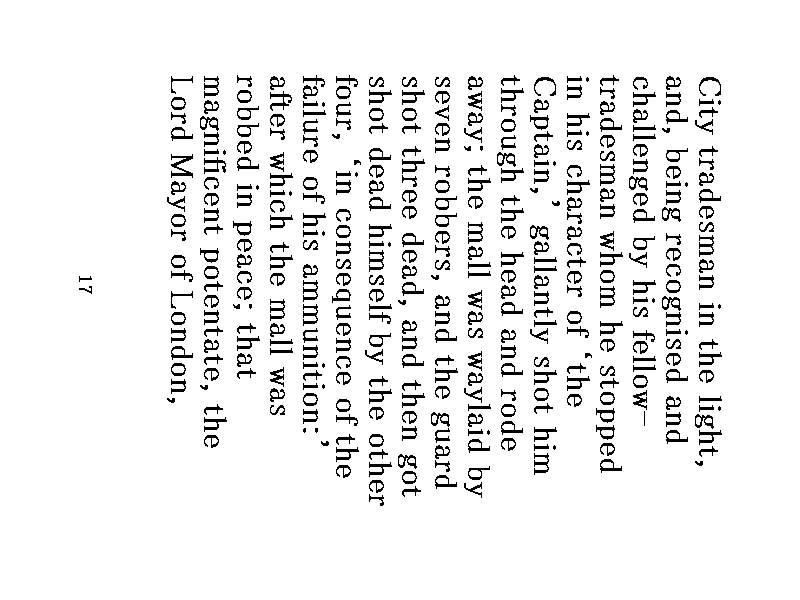 City tradesman in the light,
and, being recognised and
challenged by his fellow-
tradesman whom he stopped
in his character of ‘the
Captain,’ gallantly shot him
through the head and rode
away; the mall was waylaid by
seven robbers, and the guard
shot three dead, and then got
shot dead himself by the other
four, ‘in consequence of the
failure of his ammunition:’
after which the mall was
robbed in peace; that
magnificent potentate, the
Lord Mayor of London,
17